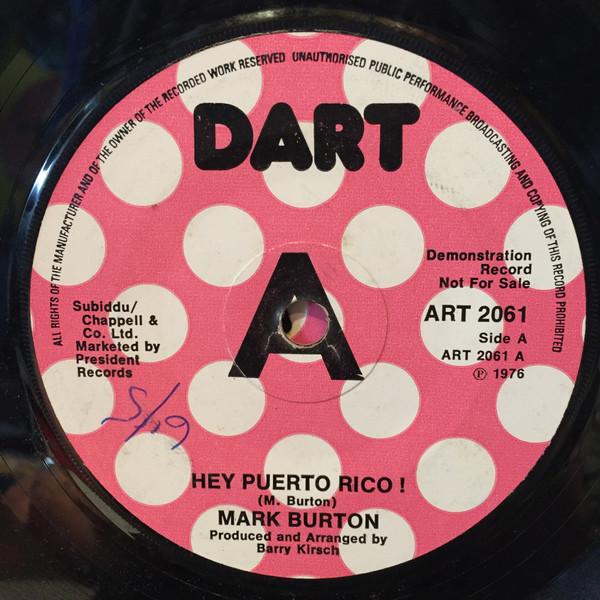 ALL RIGHTS OF THE MANUFACTURER AND OF THE OWNER OF THE RECORDED WORK RESERVED UNAUTHORISED PUBLIC PERFORMANCE BROADCASTING AND COPYING OF THIS RECORD PROHIBITED
DART
A
Demonstration
Record
Not For Sale
ART 2061
Side A
ART 2061 A
℗ 1976
Subiddu/
Chappell &
Co. Ltd.
Marketed by
President
Records
HEY PUERTO RICO !
(M. Burton)
MARK BURTON
Produced and Arranged by
Barry Kirsch